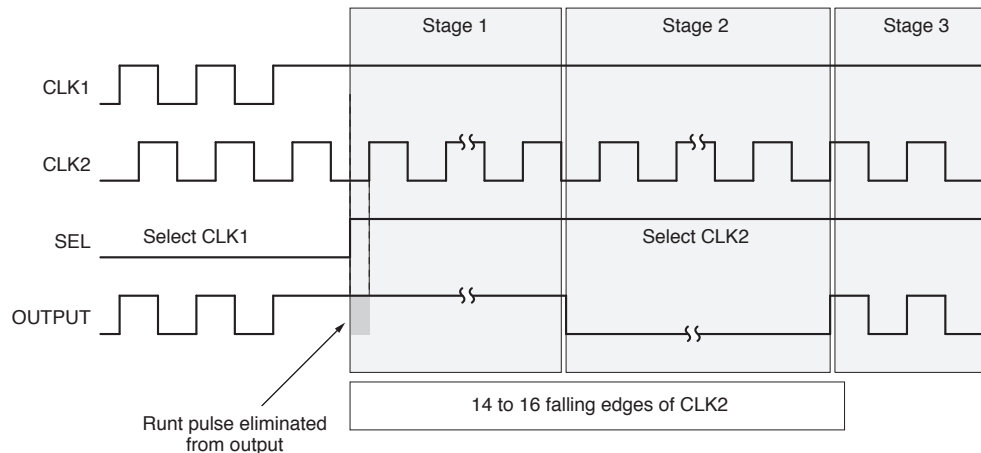 Stage 1
Stage 2
Stage 3
CLK1
CLK2
SEL
Select CLK1
Select CLK2
OUTPUT
14 to 16 falling edges of CLK2
Runt pulse eliminated
from output